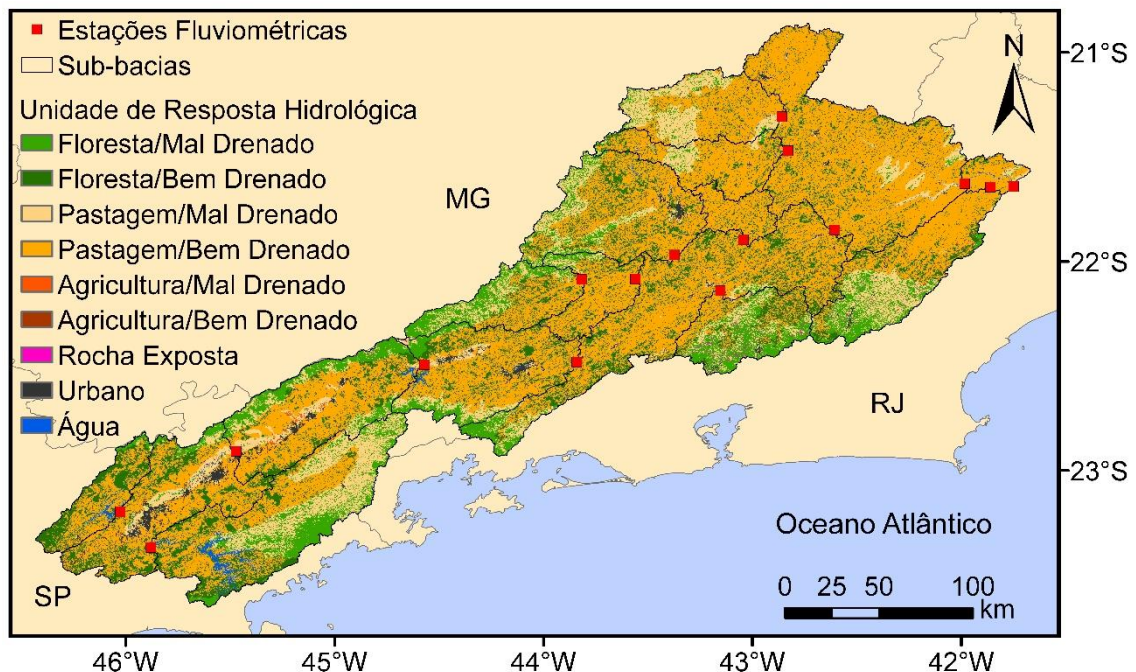 Estações Fluviométricas
Sub-bacias
Unidade de Resposta Hidrológica
Floresta/Mal Drenado
Floresta/Bem Drenado
Pastagem/Mal Drenado
Pastagem/Bem Drenado
Agricultura/Mal Drenado
Agricultura/Bem Drenado
Rocha Exposta
Urbano
Água
MG
RJ
SP
N
21°S
22°S
23°S
Oceano Atlântico
0 25 50 100
km
46°W 45°W 44°W 43°W 42°W